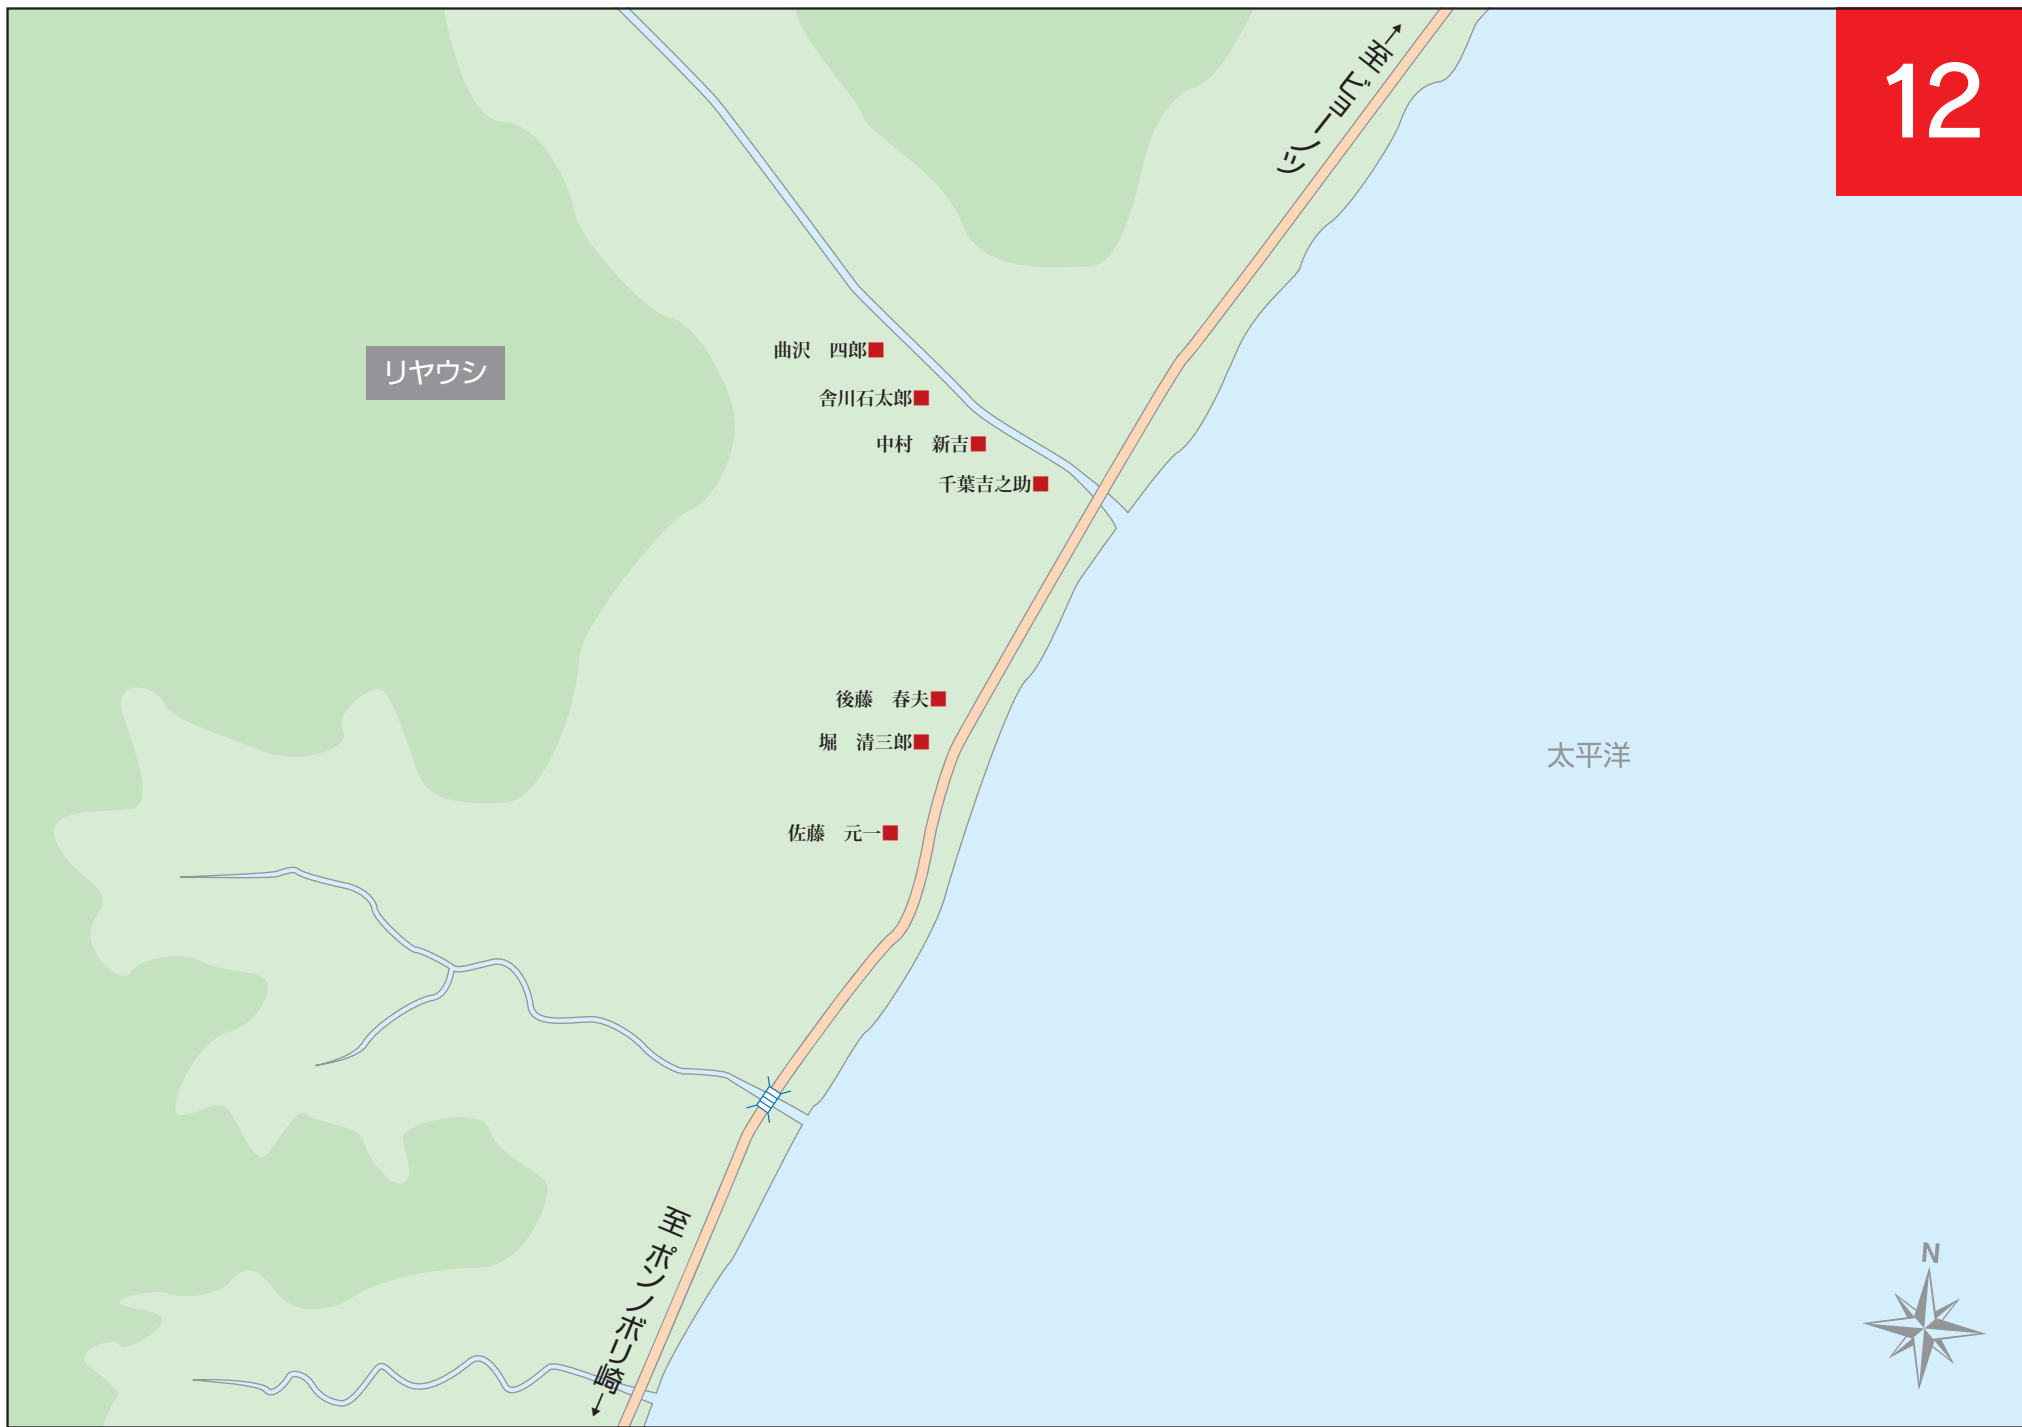 12
至 ビヨーノツ
リヤウシ
曲沢　四郎
舎川石太郎
中村　新吉
千葉吉之助
後藤　春夫
堀　清三郎
佐藤　元一
太平洋
至 ポンノボリ崎
N